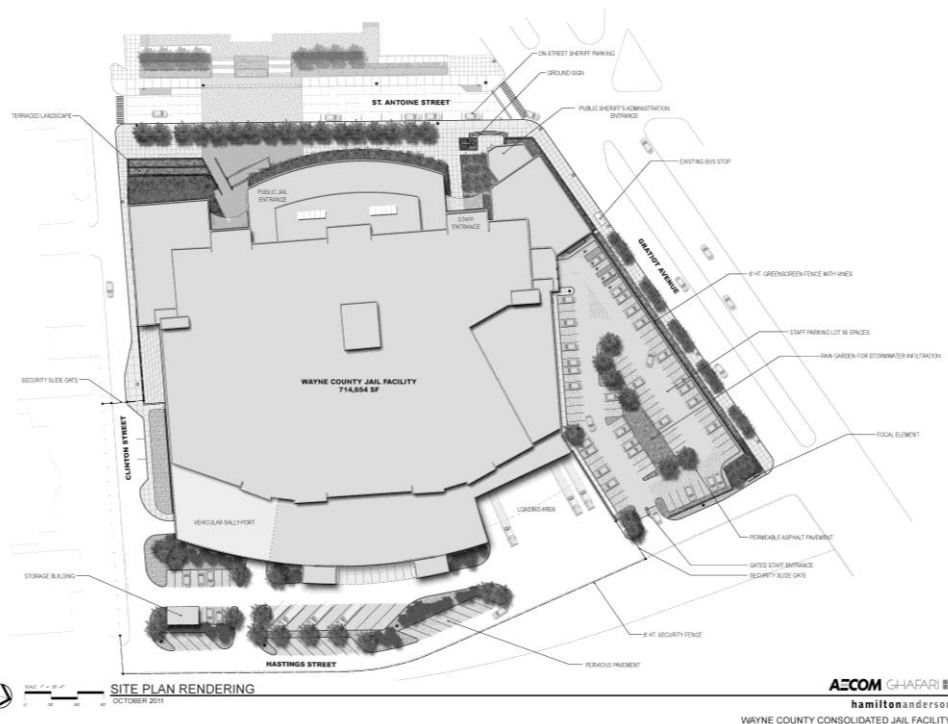 ON-STREET SHERIFF PARKING
GROUND SIGN
ST. ANTOINE STREET
PUBLIC SHERIFF'S ADMINISTRATION
ENTRANCE
TERRACED LANDSCAPE
EXISTING BUS STOP
PUBLIC JAIL
ENTRANCE
STAFF
ENTRANCE
GRATIOT AVENUE
8' HT. GREENSCREEN FENCE WITH VINES
STAFF PARKING LOT 96 SPACES
RAIN GARDEN FOR STORMWATER INFILTRATION
WAYNE COUNTY JAIL FACILITY
714,654 SF
SECURITY SLIDE GATE
CLINTON STREET
FOCAL ELEMENT
VEHICULAR SALLY-PORT
LOADING AREA
PERMEABLE ASPHALT PAVEMENT
GATED STAFF ENTRANCE
SECURITY SLIDE GATE
STORAGE BUILDING
8' HT. SECURITY FENCE
HASTINGS STREET
PERVIOUS PAVEMENT
SITE PLAN RENDERING
OCTOBER 2011
AECOM GHAFARI
hamiltonanderson
WAYNE COUNTY CONSOLIDATED JAIL FACILITY